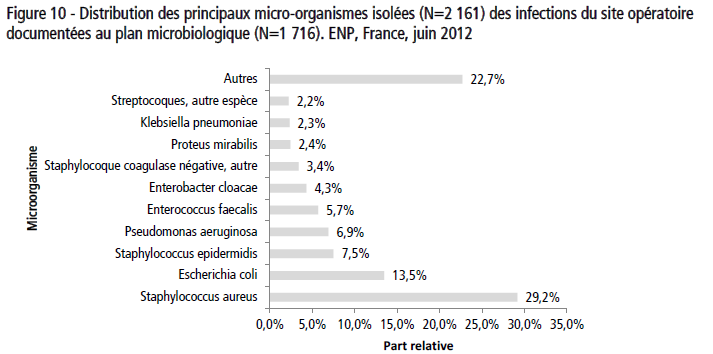 Figure 10 - Distribution des principaux micro-organismes isolées (N=2 161) des infections du site opératoire
documentées au plan microbiologique (N=1 716). ENP, France, juin 2012
Microorganisme
Autres 22,7%
Streptocoques, autre espèce 2,2%
Klebsiella pneumoniae 2,3%
Proteus mirabilis 2,4%
Staphylocoque coagulase négative, autre 3,4%
Enterobacter cloacae 4,3%
Enterococcus faecalis 5,7%
Pseudomonas aeruginosa 6,9%
Staphylococcus epidermidis 7,5%
Escherichia coli 13,5%
Staphylococcus aureus 29,2%
0,0% 5,0% 10,0% 15,0% 20,0% 25,0% 30,0% 35,0%
Part relative